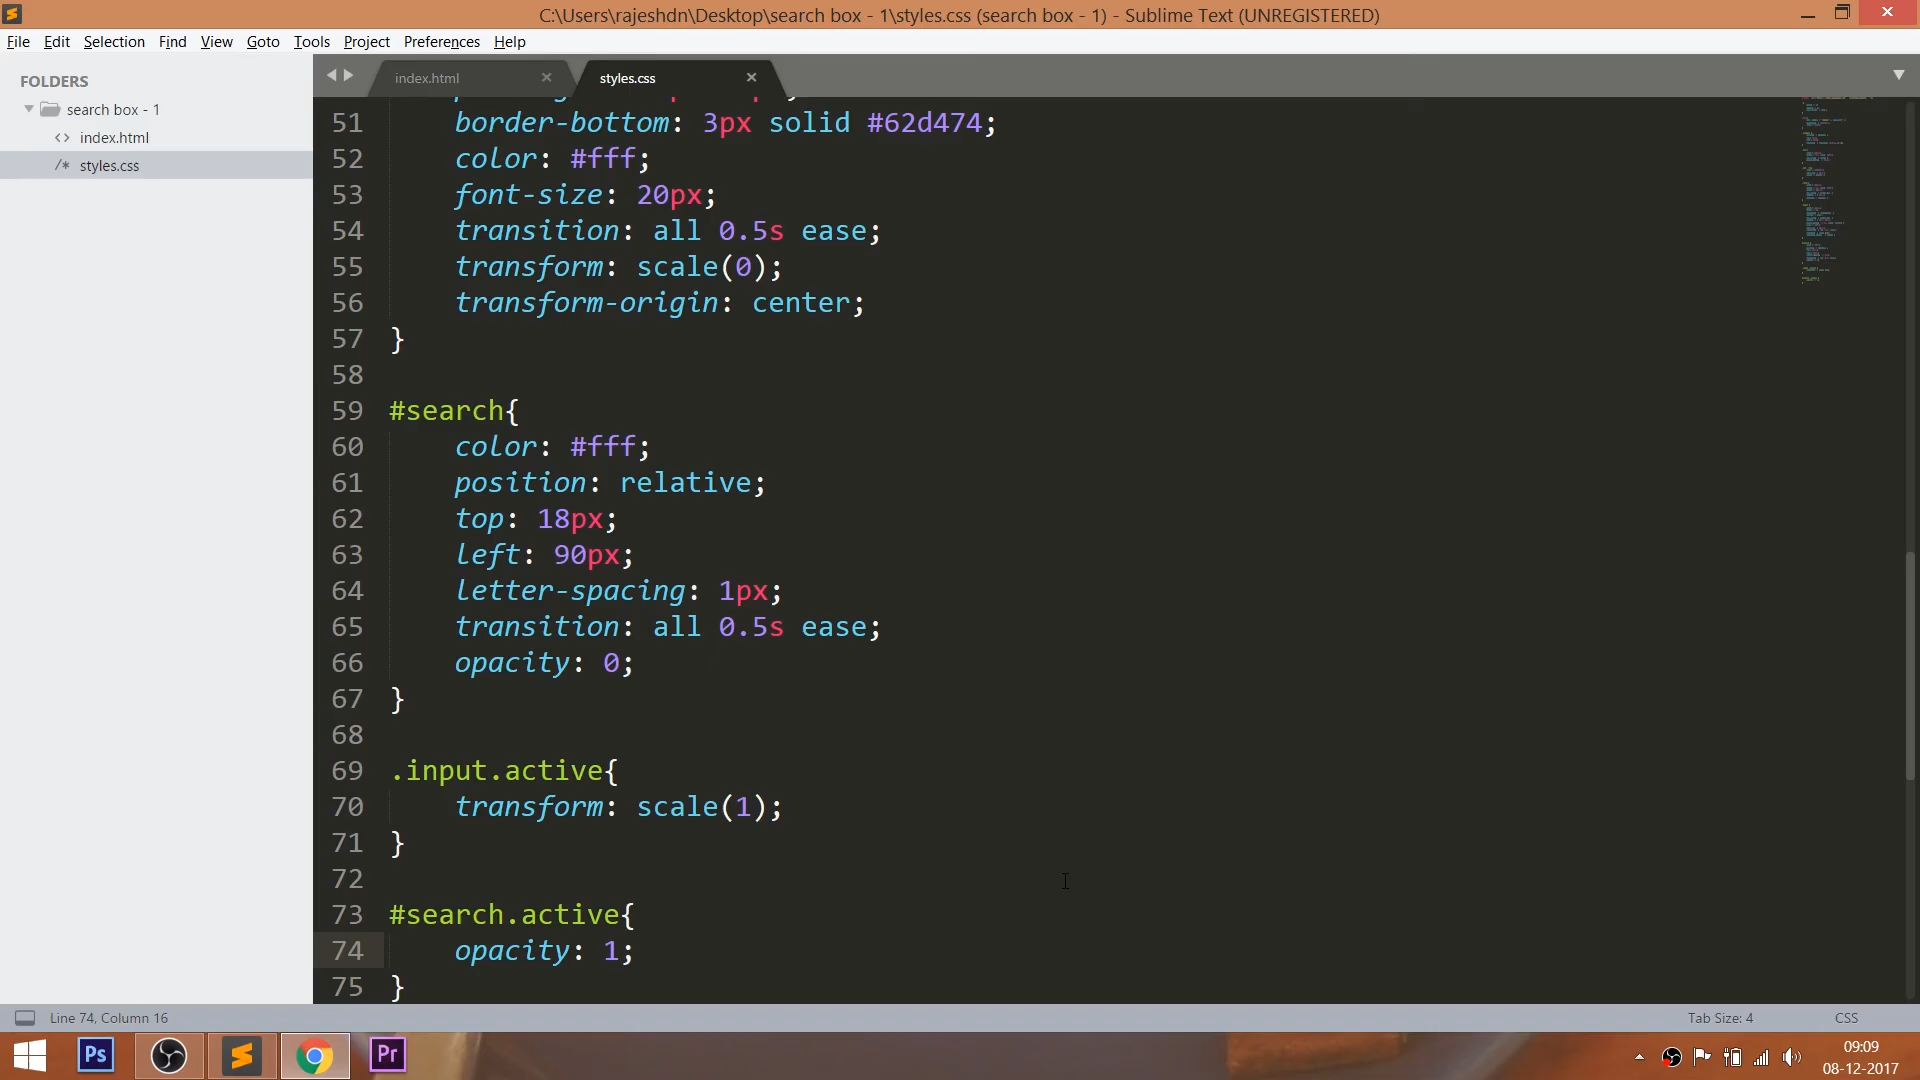 C:\Users\rajeshdn\Desktop\search box - 1\styles.css (search box - 1) - Sublime Text (UNREGISTERED)
File Edit Selection Find View Goto Tools Project Preferences Help
FOLDERS
search box - 1
<> index.html
/* styles.css
index.html
styles.css
51 border-bottom: 3px solid #62d474;
52 color: #fff;
53 font-size: 20px;
54 transition: all 0.5s ease;
55 transform: scale(0);
56 transform-origin: center;
57 }
58
59 #search{
60 color: #fff;
61 position: relative;
62 top: 18px;
63 left: 90px;
64 letter-spacing: 1px;
65 transition: all 0.5s ease;
66 opacity: 0;
67 }
68
69 .input.active{
70 transform: scale(1);
71 }
72
73 #search.active{
74 opacity: 1;
75 }
Line 74, Column 16
Tab Size: 4
CSS
Ps
Pr
09:09
08-12-2017